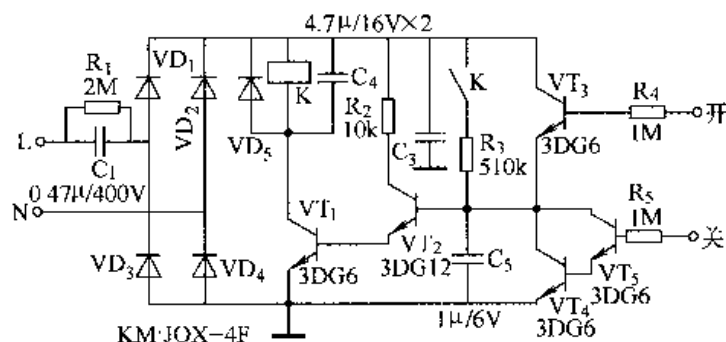 4.7μ/16V×2
R₁
2M
VD₁
VD₂
K
C₄
R₂
10k
K
VT₃
R₄
1M
开
L
C₁
0.47μ/400V
VD₅
C₃
R₃
510k
3DG6
N
VT₁
3DG6
VT₂
3DG12
R₅
1M
关
VD₃
VD₄
C₅
1μ/6V
VT₅
3DG6
VT₄
3DG6
KM:JQX-4F